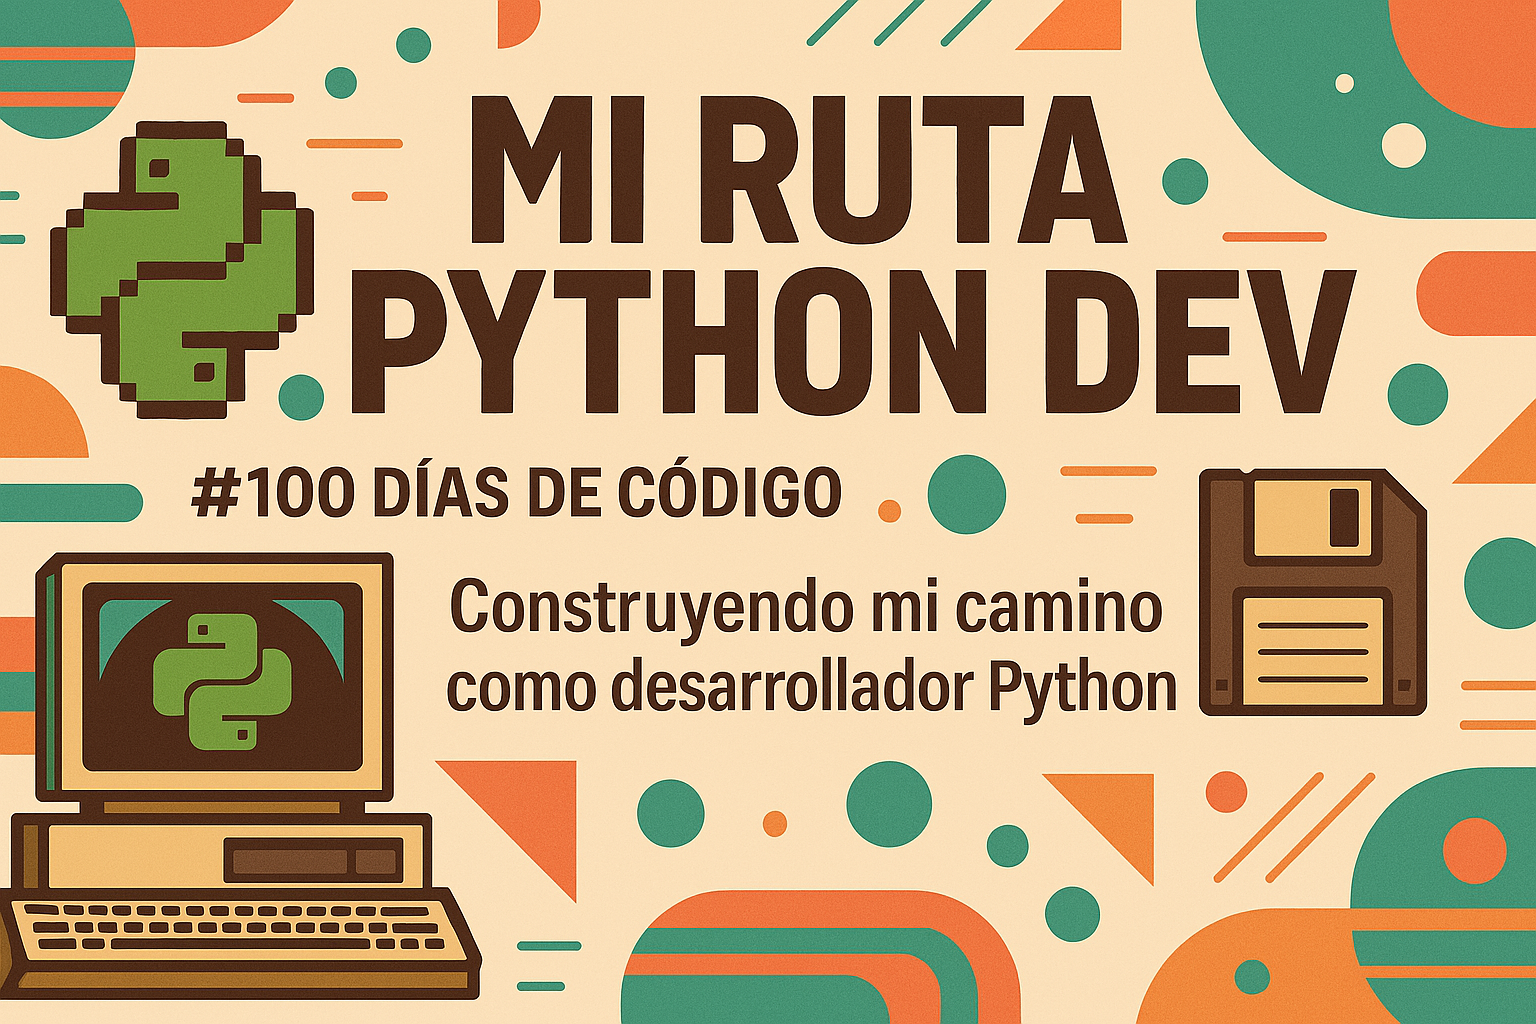 MI RUTA
PYTHON DEV
#100 DÍAS DE CÓDIGO
Construyendo mi camino
como desarrollador Python